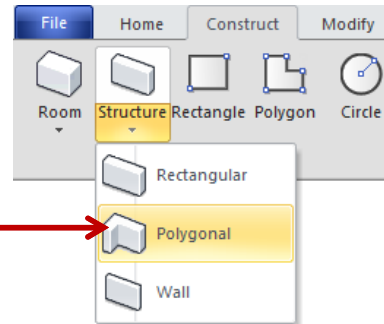 File Home Construct Modify
Room Structure Rectangle Polygon Circle
Rectangular
Polygonal
Wall